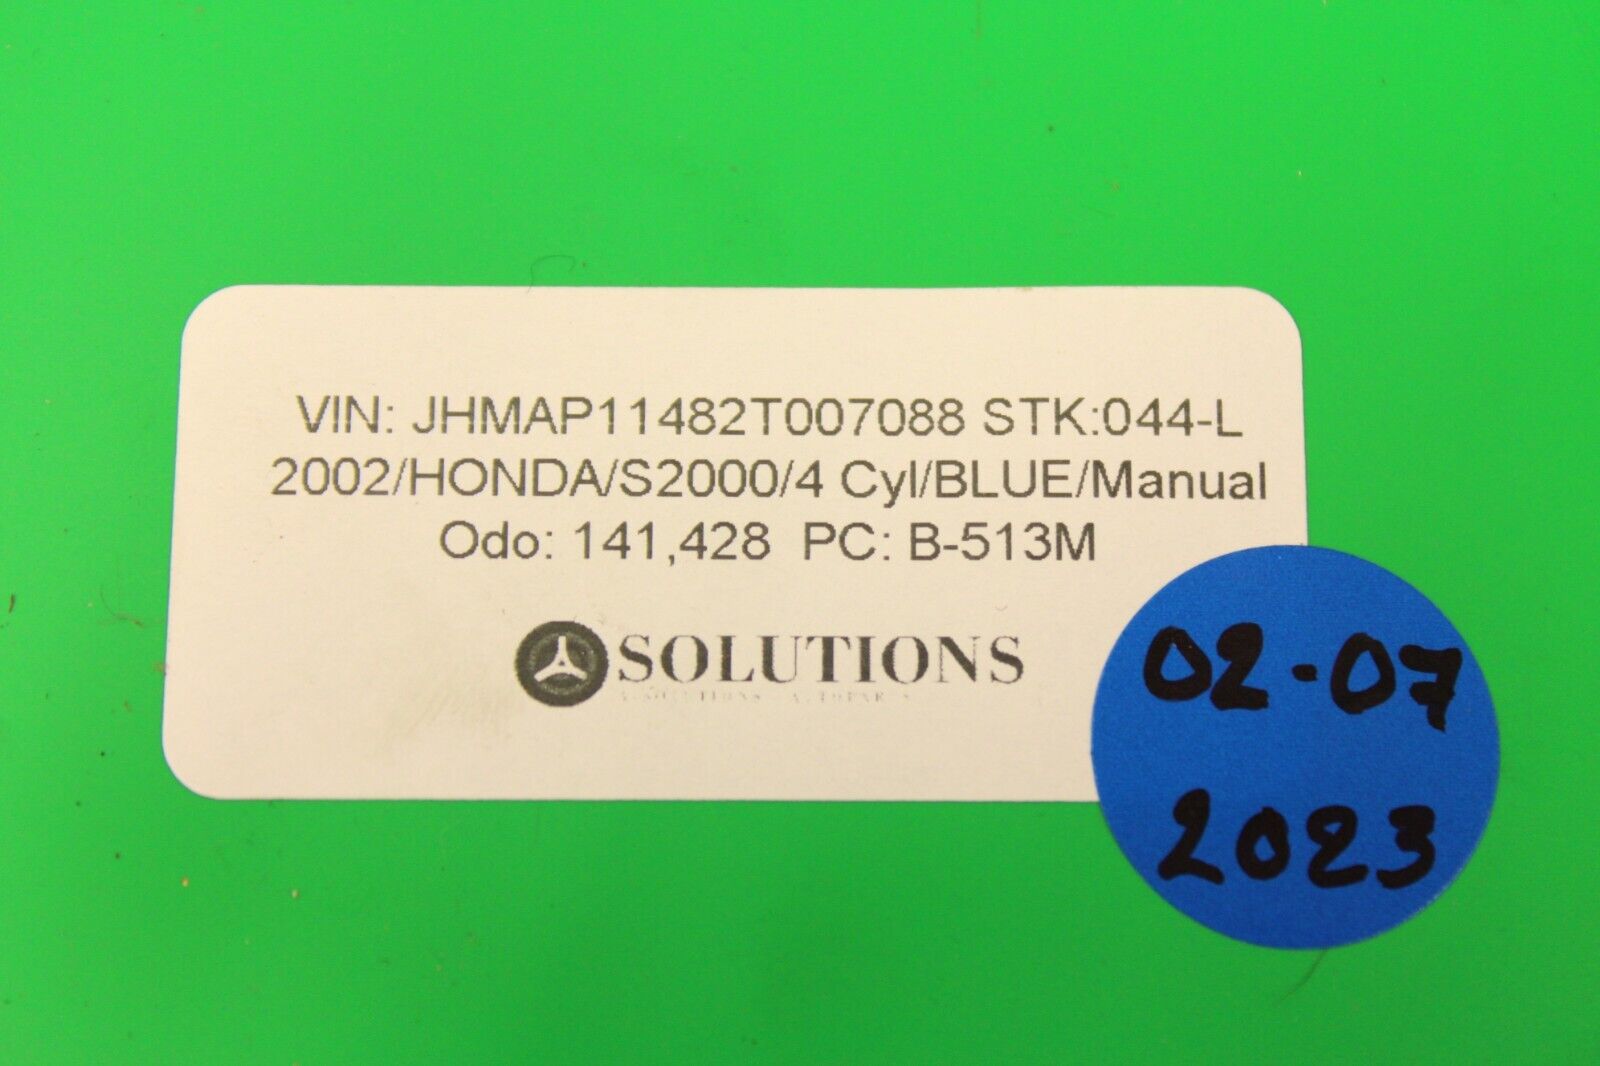 VIN: JHMAP11482T007088 STK:044-L
2002/HONDA/S2000/4 Cyl/BLUE/Manual
Odo: 141,428 PC: B-513M
SOLUTIONS
02-07
2023